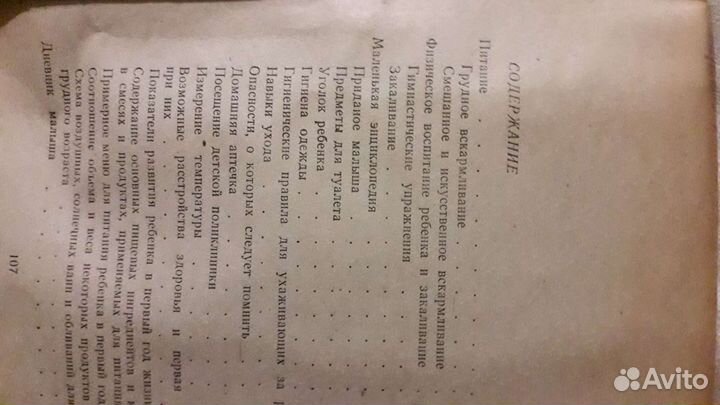 СОДЕРЖАНИЕ
Питание . . . .
Грудное вскармливание . . . .
Смешанное и искусственное вскармливание
Физическое воспитание ребенка и закаливание
Гимнастические упражнения . . . .
Закаливание . . . .
Маленькая энциклопедия . . . .
Приданое малыша . . . .
Предметы для туалета . . . .
Уголок ребенка . . . .
Гигиена одежды . . . .
Гигиенические правила для ухаживающих за
Навыки ухода . . . .
Опасности, о которых следует помнить
Домашняя аптечка . . . .
Посещение детской поликлиники . . . .
Измерение температуры . . . .
Возможные расстройства здоровья и первая
при них . . . .
Показатели развития ребенка в первый год жизни
Содержание основных пищевых ингредиентов и
в смесях и продуктах, применяемых для питания
Примерное меню для питания ребенка в первый год
Соотношение объема и веса некоторых продуктов
Схема воздушных, солнечных ванн и обливаний для
грудного возраста . . . .
Дневник малыша . . . .
107
Avito